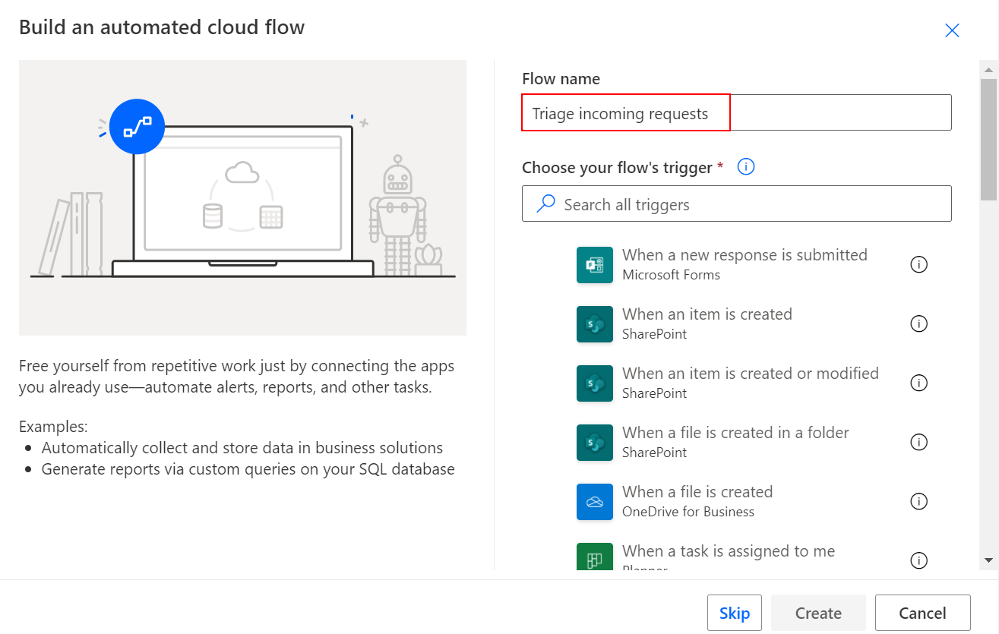 Build an automated cloud flow
Free yourself from repetitive work just by connecting the apps
you already use—automate alerts, reports, and other tasks.
Examples:
Automatically collect and store data in business solutions
Generate reports via custom queries on your SQL database
Flow name
Triage incoming requests
Choose your flow's trigger *
Search all triggers
When a new response is submitted
Microsoft Forms
When an item is created
SharePoint
When an item is created or modified
SharePoint
When a file is created in a folder
SharePoint
When a file is created
OneDrive for Business
When a task is assigned to me
Planner
Skip
Create
Cancel